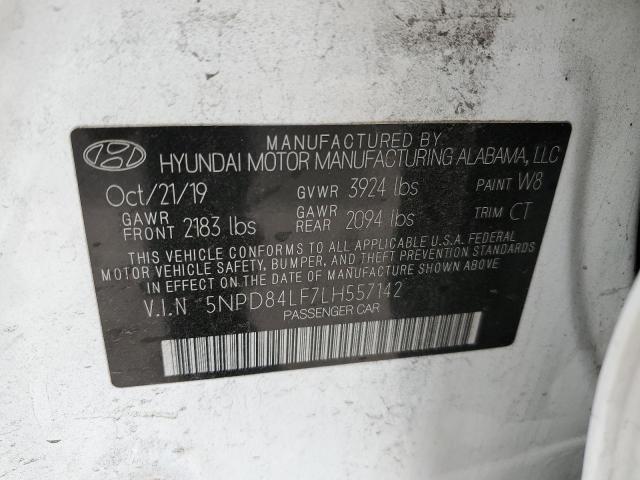 MANUFACTURED BY
HYUNDAI MOTOR MANUFACTURING ALABAMA, LLC
Oct/21/19 GVWR 3924 lbs PAINT W8
GAWR FRONT 2183 lbs GAWR REAR 2094 lbs TRIM CT
THIS VEHICLE CONFORMS TO ALL APPLICABLE U.S.A. FEDERAL
MOTOR VEHICLE SAFETY, BUMPER, AND THEFT PREVENTION STANDARDS
IN EFFECT ON THE DATE OF MANUFACTURE SHOWN ABOVE.
V.I.N 5NPD84LF7LH557142
PASSENGER CAR